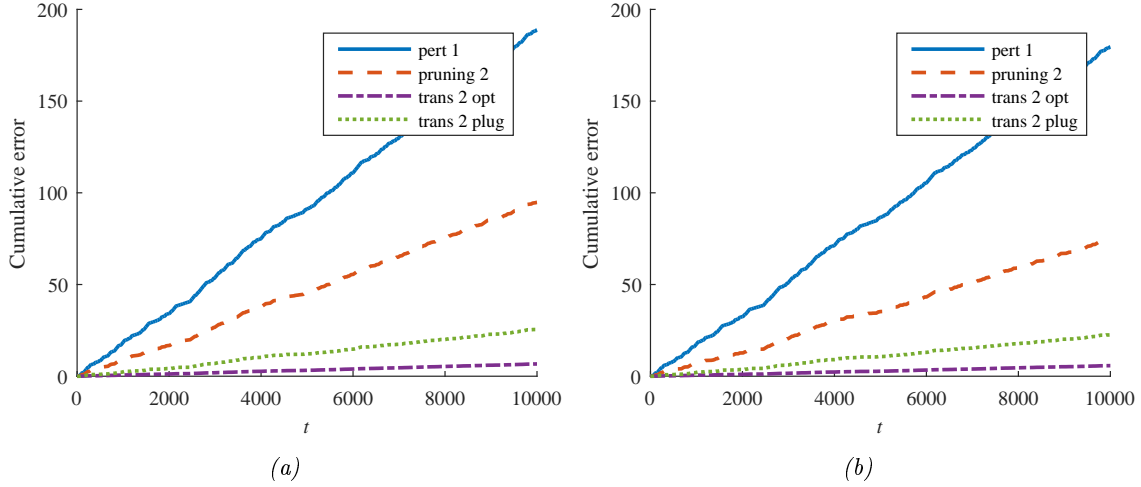 200
150
100
50
0
Cumulative error
pert 1
pruning 2
trans 2 opt
trans 2 plug
0 2000 4000 6000 8000 10000
t
(a)
200
150
100
50
0
Cumulative error
pert 1
pruning 2
trans 2 opt
trans 2 plug
0 2000 4000 6000 8000 10000
t
(b)